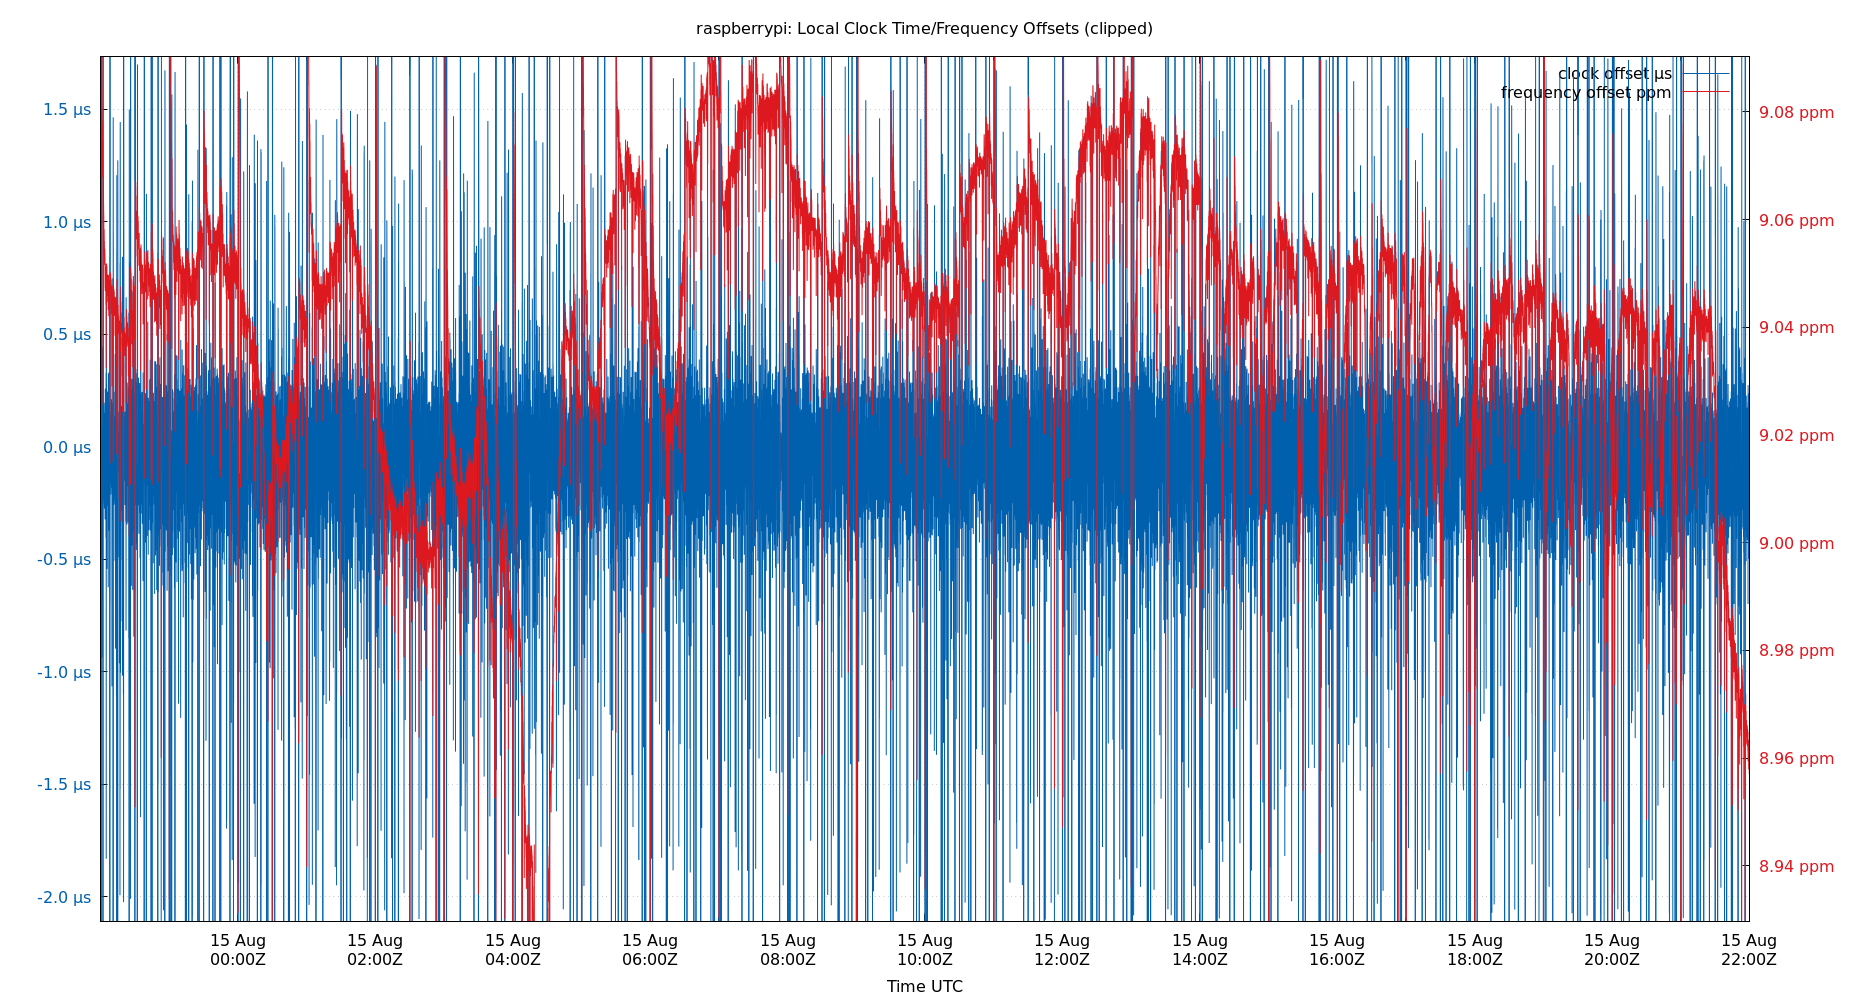 raspberrypi: Local Clock Time/Frequency Offsets (clipped)
clock offset µs
frequency offset ppm
1.5 µs
1.0 µs
0.5 µs
0.0 µs
-0.5 µs
-1.0 µs
-1.5 µs
-2.0 µs
9.08 ppm
9.06 ppm
9.04 ppm
9.02 ppm
9.00 ppm
8.98 ppm
8.96 ppm
8.94 ppm
15 Aug 15 Aug 15 Aug 15 Aug 15 Aug 15 Aug 15 Aug 15 Aug 15 Aug 15 Aug 15 Aug 15 Aug
00:00Z 02:00Z 04:00Z 06:00Z 08:00Z 10:00Z 12:00Z 14:00Z 16:00Z 18:00Z 20:00Z 22:00Z
Time UTC